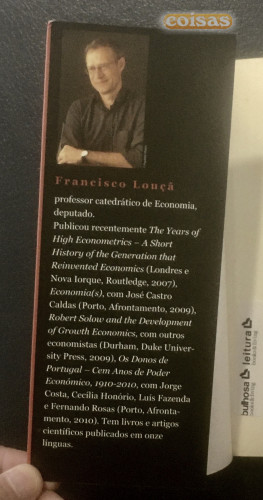 coisas
Francisco Louçã
professor catedrático de Economia,
deputado.
Publicou recentemente The Years of
High Econometrics – A Short
History of the Generation that
Reinvented Economics (Londres e
Nova Iorque, Routledge, 2007),
Economia(s), com José Castro
Caldas (Porto, Afrontamento, 2009),
Robert Solow and the Development
of Growth Economics, com outros
economistas (Durham, Duke Univer-
sity Press, 2009), Os Donos de
Portugal – Cem Anos de Poder
Económico, 1910-2010, com Jorge
Costa, Cecília Honório, Luís Fazenda
e Fernando Rosas (Porto, Afronta-
mento, 2010). Tem livros e artigos
científicos publicados em onze
línguas.
bulhosa
leitura